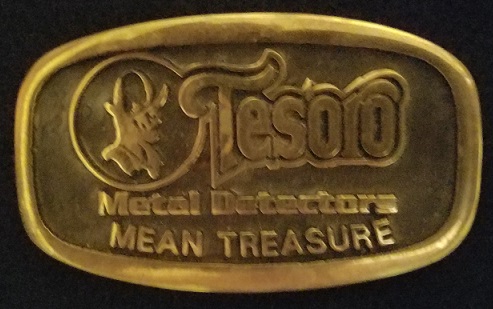 Tesoro
Metal Detectors
MEAN TREASURE